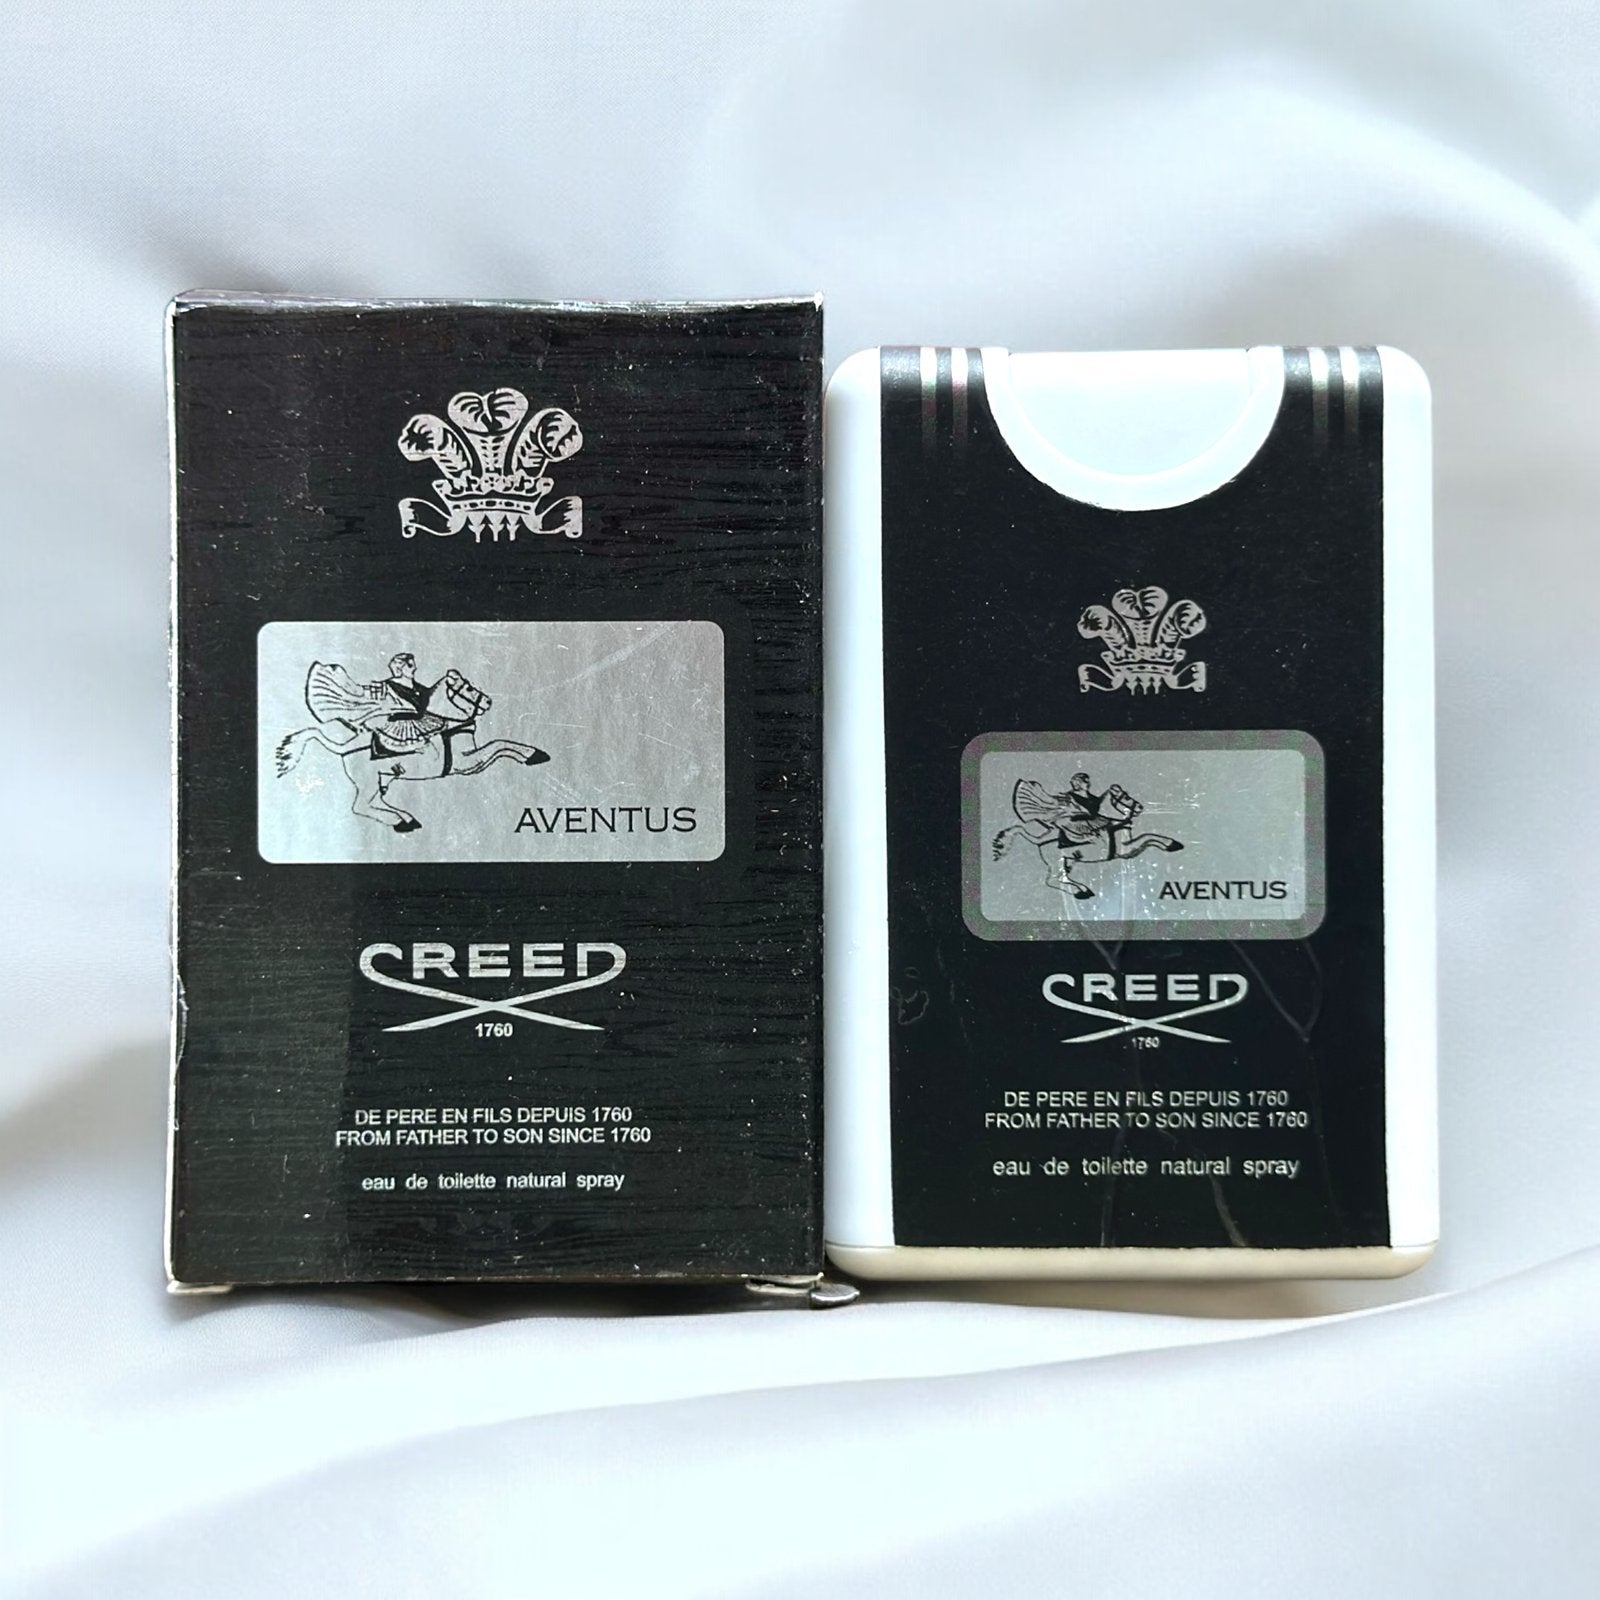 AVENTUS
CREED
1760
DE PERE EN FILS DEPUIS 1760
FROM FATHER TO SON SINCE 1760
eau de toilette natural spray
AVENTUS
CREED
1760
DE PERE EN FILS DEPUIS 1760
FROM FATHER TO SON SINCE 1760
eau de toilette natural spray